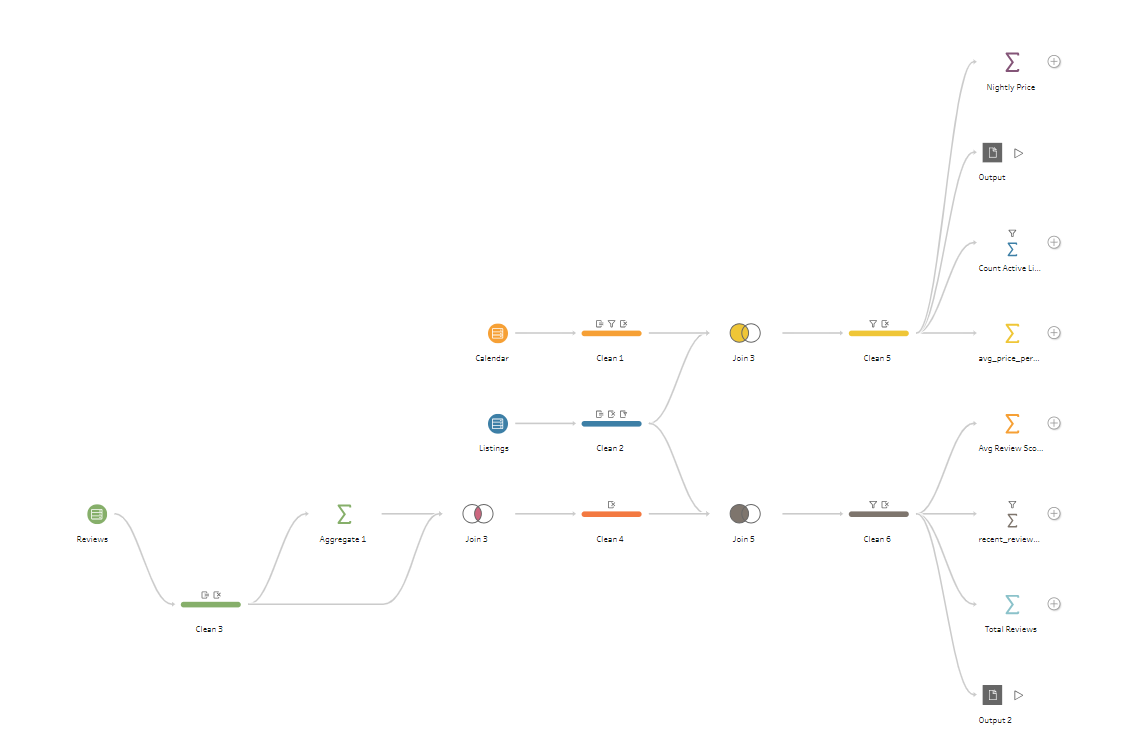 Nightly Price
Output
Count Active Li...
Calendar
Clean 1
Join 3
Clean 5
avg_price_per...
Listings
Clean 2
Avg Review Sco...
Reviews
Aggregate 1
Join 3
Clean 4
Join 5
Clean 6
recent_review...
Clean 3
Total Reviews
Output 2